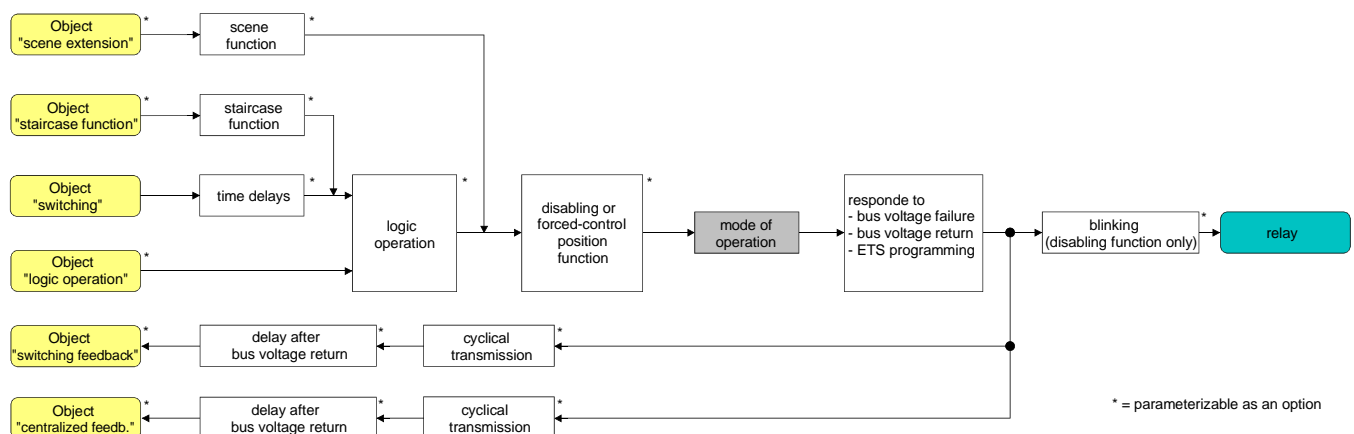 Object
"scene extension"
*
scene
function
*
Object
"staircase function"
*
staircase
function
*
Object
"switching"
time delays
*
Object
"logic operation"
*
logic
operation
*
disabling or
forced-control
position
function
*
mode of
operation
responde to
- bus voltage failure
- bus voltage return
- ETS programming
blinking
(disabling function only)
*
relay
Object
"switching feedback"
*
delay after
bus voltage return
*
cyclical
transmission
*
Object
"centralized feedb."
*
delay after
bus voltage return
*
cyclical
transmission
*
* = parameterizable as an option